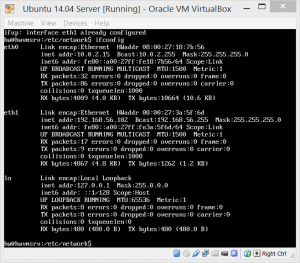 Ubuntu 14.04 Server [Running] - Oracle VM VirtualBox
Machine View Devices Help
ifup: interface eth1 already configured
hu@huvmsrv:/etc/network$ ifconfig
eth0 Link encap:Ethernet HWaddr 08:00:27:18:7b:56
inet addr:10.0.2.15 Bcast:10.0.2.255 Mask:255.255.255.0
inet6 addr: fe80::a00:27ff:fe18:7b56/64 Scope:Link
UP BROADCAST RUNNING MULTICAST MTU:1500 Metric:1
RX packets:32 errors:0 dropped:0 overruns:0 frame:0
TX packets:86 errors:0 dropped:0 overruns:0 carrier:0
collisions:0 txqueuelen:1000
RX bytes:4009 (4.0 KB) TX bytes:10664 (10.6 KB)
eth1 Link encap:Ethernet HWaddr 08:00:27:3a:5f:6d
inet addr:192.168.56.102 Bcast:192.168.56.255 Mask:255.255.255.0
inet6 addr: fe80::a00:27ff:fe3a:5f6d/64 Scope:Link
UP BROADCAST RUNNING MULTICAST MTU:1500 Metric:1
RX packets:17 errors:0 dropped:0 overruns:0 frame:0
TX packets:9 errors:0 dropped:0 overruns:0 carrier:0
collisions:0 txqueuelen:1000
RX bytes:4867 (4.8 KB) TX bytes:1262 (1.2 KB)
lo Link encap:Local Loopback
inet addr:127.0.0.1 Mask:255.0.0.0
inet6 addr: ::1/128 Scope:Host
UP LOOPBACK RUNNING MTU:65536 Metric:1
RX packets:8 errors:0 dropped:0 overruns:0 frame:0
TX packets:8 errors:0 dropped:0 overruns:0 carrier:0
collisions:0 txqueuelen:0
RX bytes:480 (480.0 B) TX bytes:480 (480.0 B)
hu@huvmsrv:/etc/network$
Right Ctrl